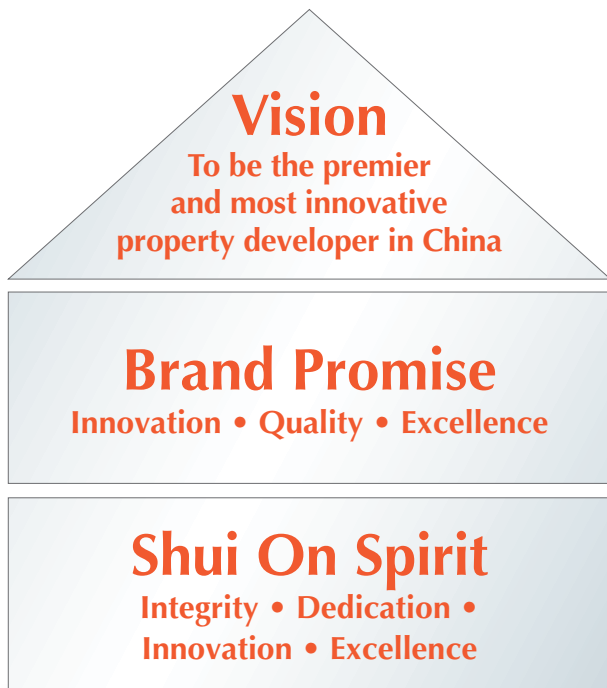 Vision
To be the premier
and most innovative
property developer in China
Brand Promise
Innovation • Quality • Excellence
Shui On Spirit
Integrity • Dedication •
Innovation • Excellence